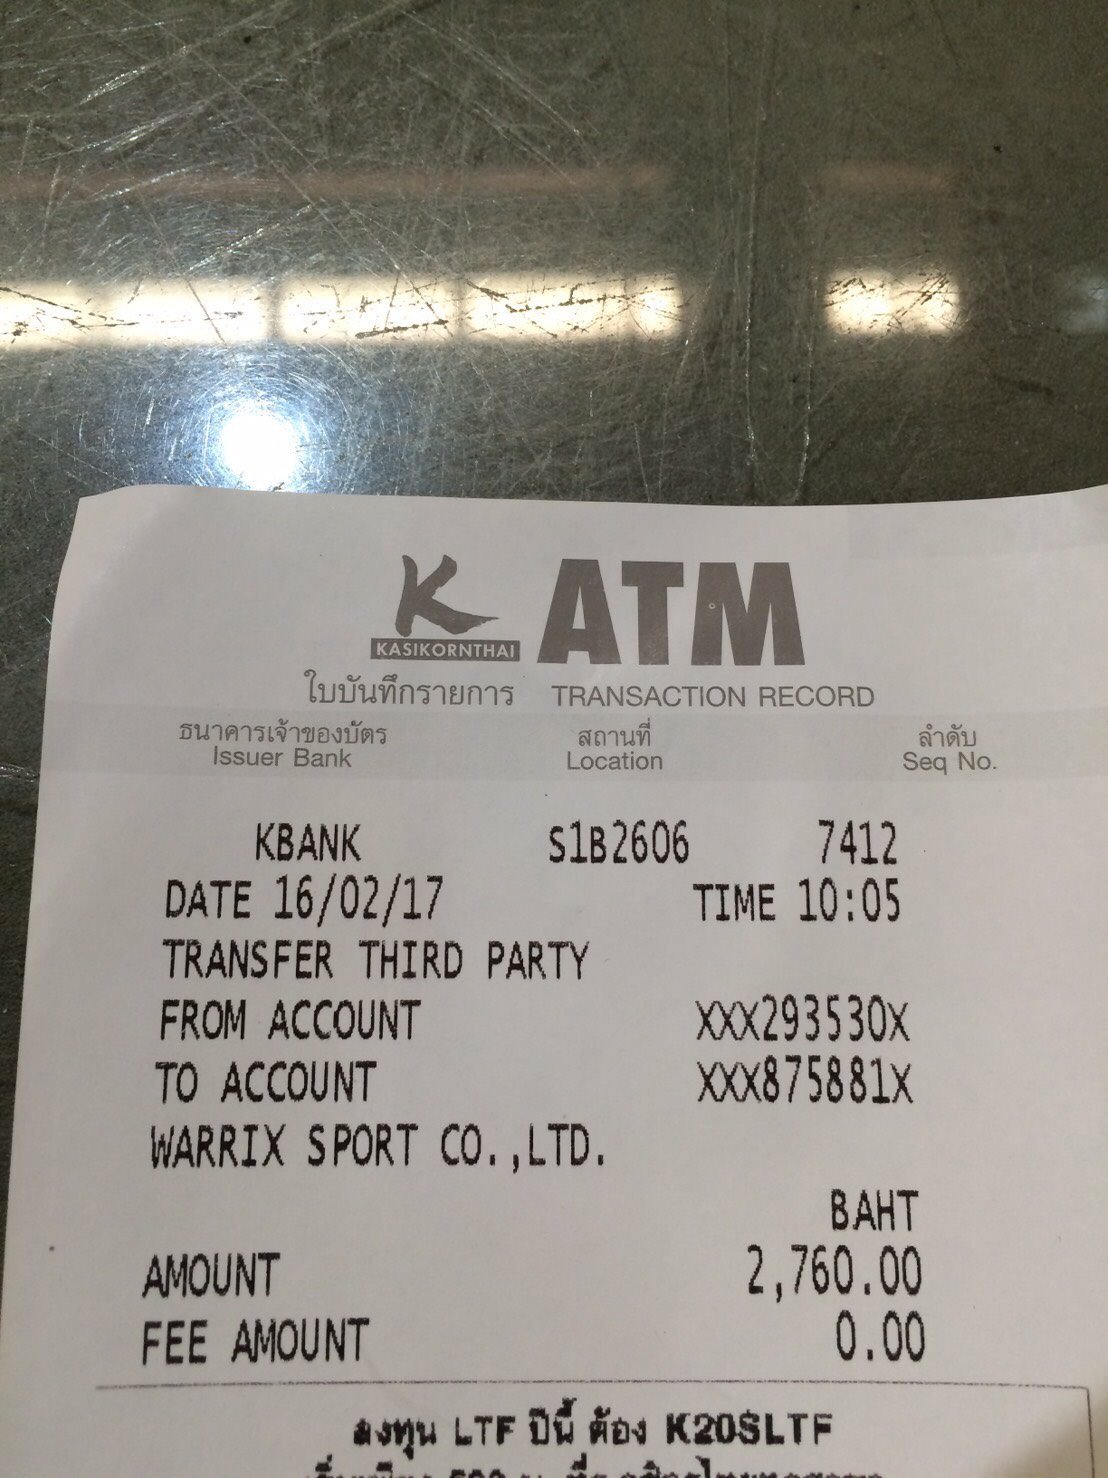 K ATM
KASIKORNTHAI
ใบบันทึกรายการ TRANSACTION RECORD
ธนาคารเจ้าของบัตร สถานที่ ลำดับ
Issuer Bank Location Seq No.
KBANK S1B2606 7412
DATE 16/02/17 TIME 10:05
TRANSFER THIRD PARTY
FROM ACCOUNT XXX293530X
TO ACCOUNT XXX875881X
WARRIX SPORT CO.,LTD.
BAHT
AMOUNT 2,760.00
FEE AMOUNT 0.00
ลงทุน LTF ปีนี้ ต้อง K20SLTF